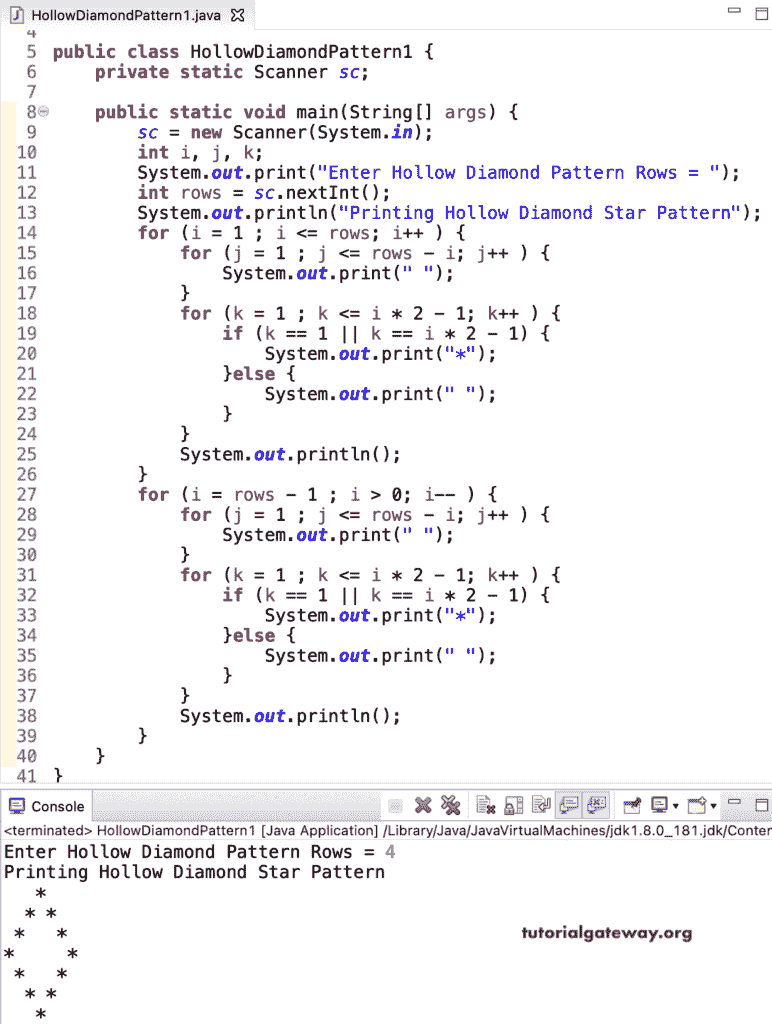 HollowDiamondPattern1.java
4
5 public class HollowDiamondPattern1 {
6     private static Scanner sc;
7
8     public static void main(String[] args) {
9         sc = new Scanner(System.in);
10         int i, j, k;
11         System.out.print("Enter Hollow Diamond Pattern Rows = ");
12         int rows = sc.nextInt();
13         System.out.println("Printing Hollow Diamond Star Pattern");
14         for (i = 1 ; i <= rows; i++ ) {
15             for (j = 1 ; j <= rows - i; j++ ) {
16                 System.out.print(" ");
17             }
18             for (k = 1 ; k <= i * 2 - 1; k++ ) {
19                 if (k == 1 || k == i * 2 - 1) {
20                     System.out.print("*");
21                 }else {
22                     System.out.print(" ");
23                 }
24             }
25             System.out.println();
26         }
27         for (i = rows - 1 ; i > 0; i-- ) {
28             for (j = 1 ; j <= rows - i; j++ ) {
29                 System.out.print(" ");
30             }
31             for (k = 1 ; k <= i * 2 - 1; k++ ) {
32                 if (k == 1 || k == i * 2 - 1) {
33                     System.out.print("*");
34                 }else {
35                     System.out.print(" ");
36                 }
37             }
38             System.out.println();
39         }
40     }
41 }
Console
<terminated> HollowDiamondPattern1 [Java Application] /Library/Java/JavaVirtualMachines/jdk1.8.0_181.jdk/Conter
Enter Hollow Diamond Pattern Rows = 4
Printing Hollow Diamond Star Pattern
   *
  * *
 *   * tutorialgateway.org
*     *
 *   *
  * *
   *